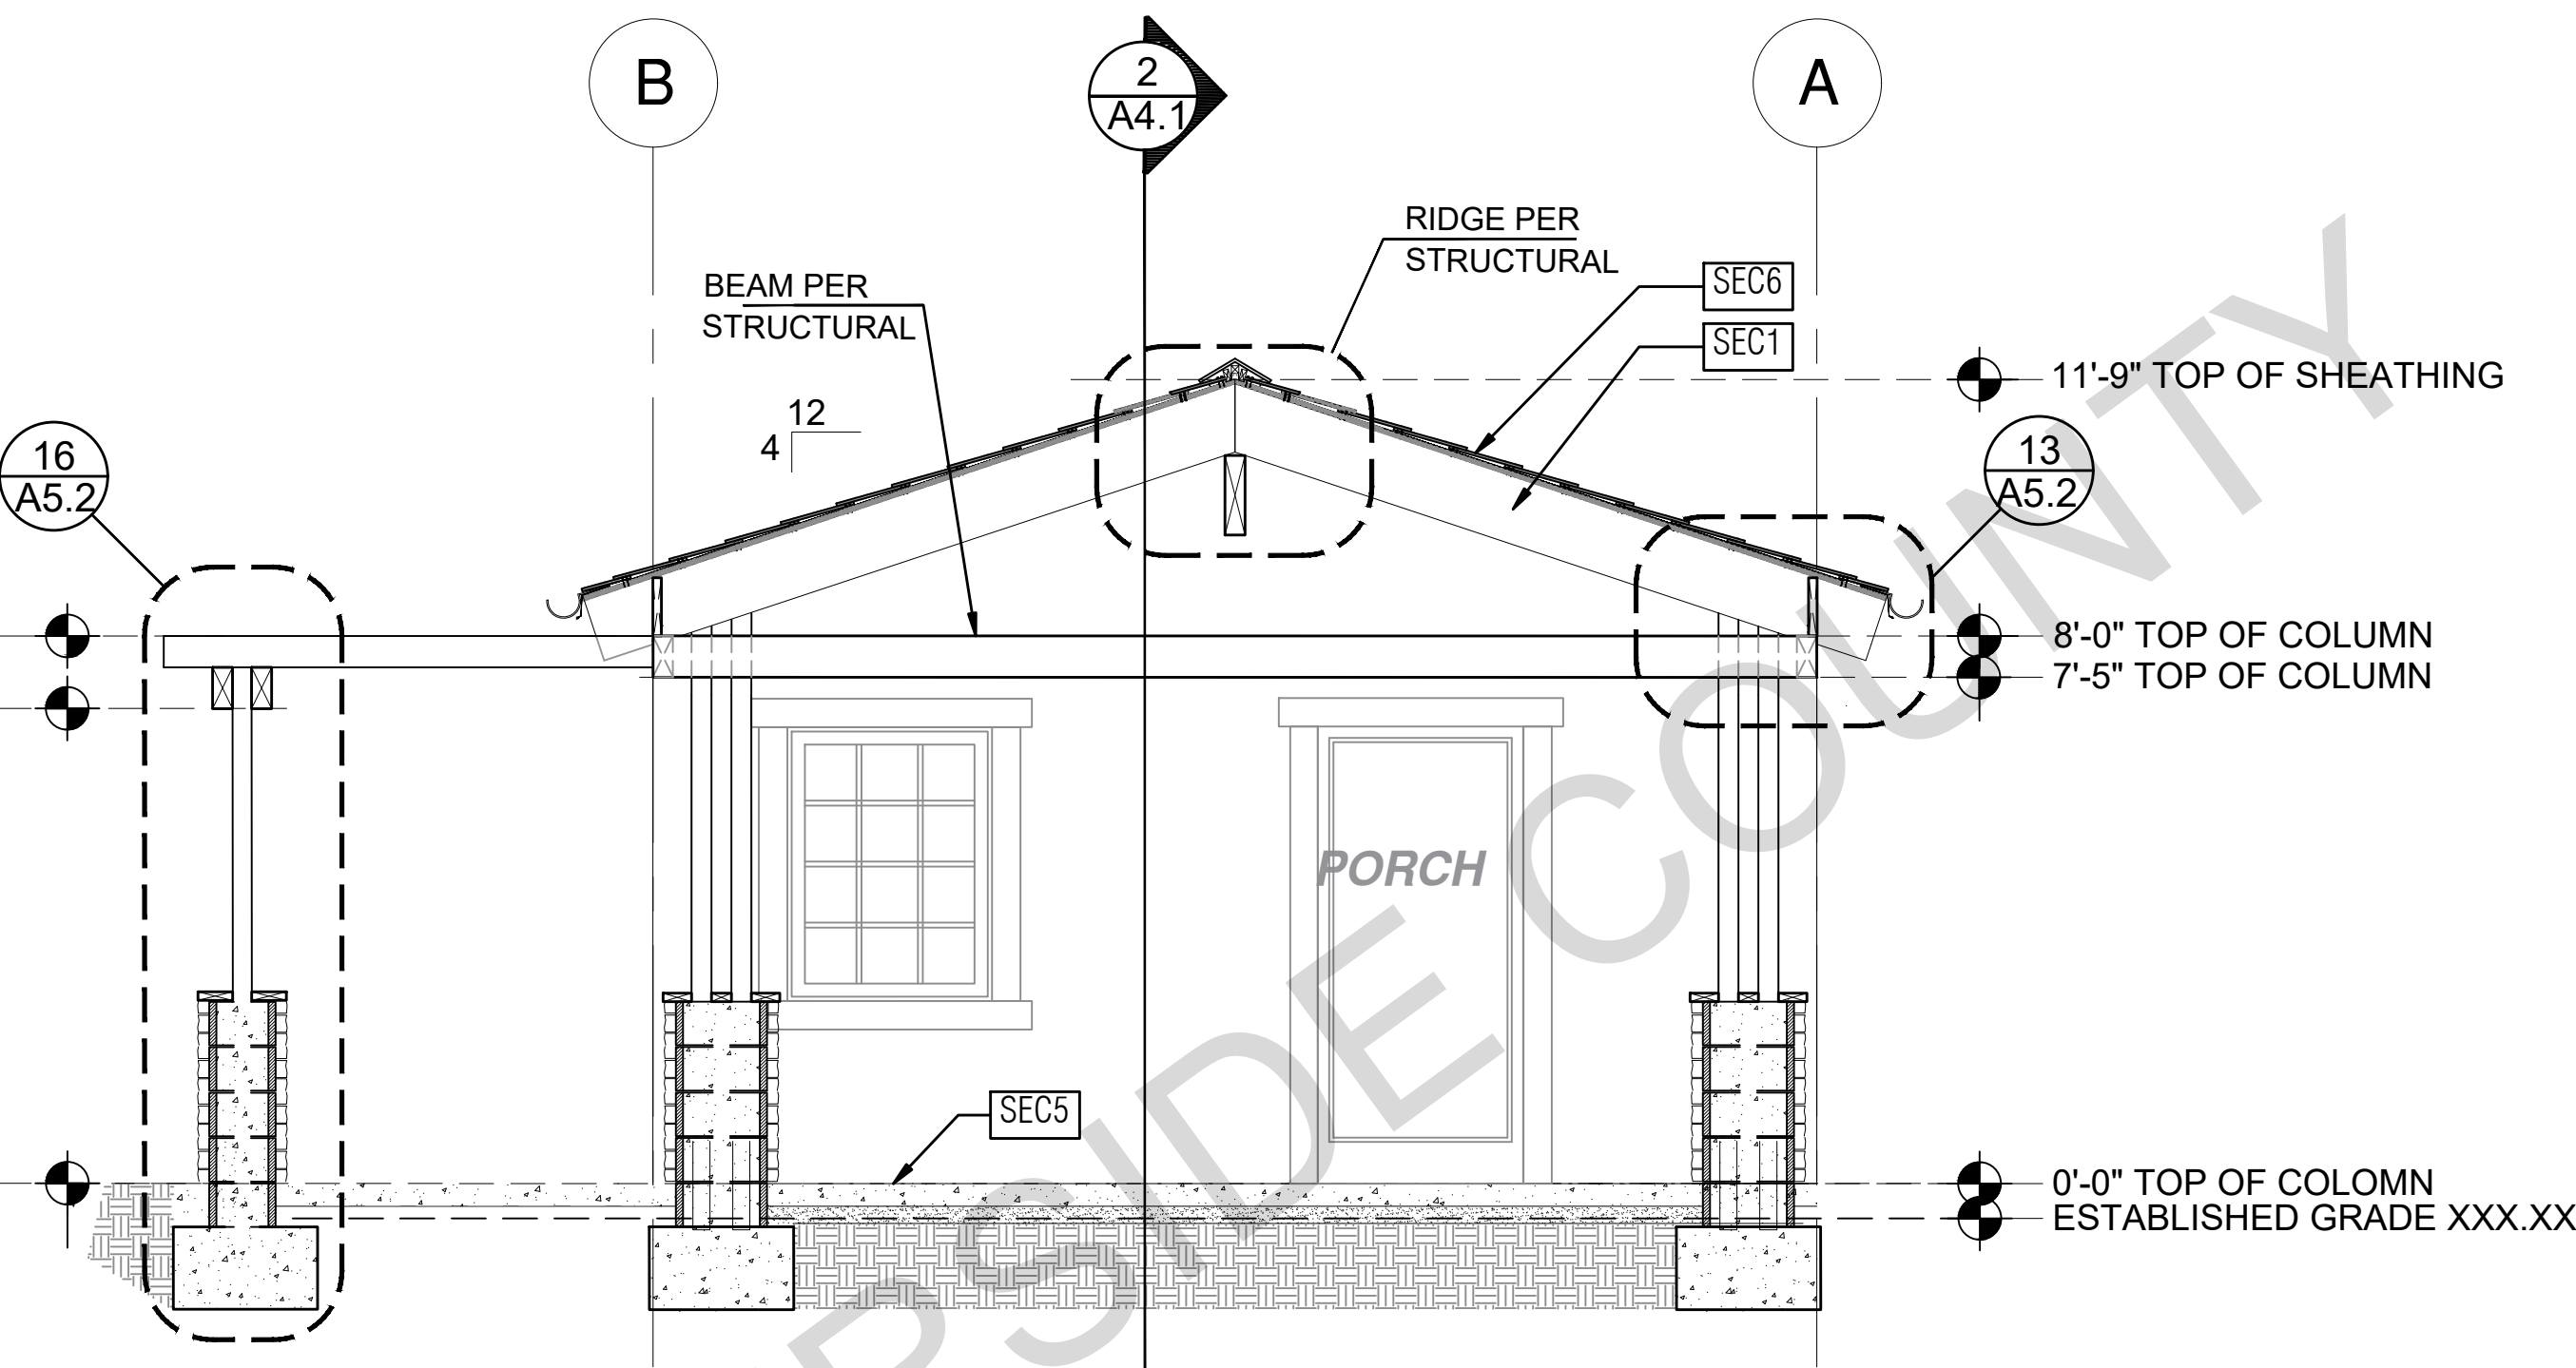 B
2
A4.1
A
RIDGE PER
STRUCTURAL
SEC6
BEAM PER
STRUCTURAL
SEC1
11'-9" TOP OF SHEATHING
12
4
16
A5.2
13
A5.2
8'-0" TOP OF COLUMN
7'-5" TOP OF COLUMN
PORCH
SEC5
0'-0" TOP OF COLOMN
ESTABLISHED GRADE XXX.XX
RSIDE COUNTY